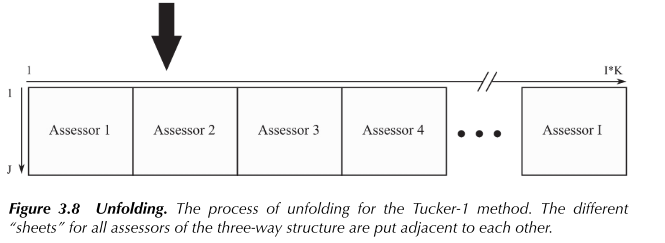 1 I*K
1
Assessor 1 Assessor 2 Assessor 3 Assessor 4 Assessor I
J
Figure 3.8 Unfolding. The process of unfolding for the Tucker-1 method. The different
“sheets” for all assessors of the three-way structure are put adjacent to each other.